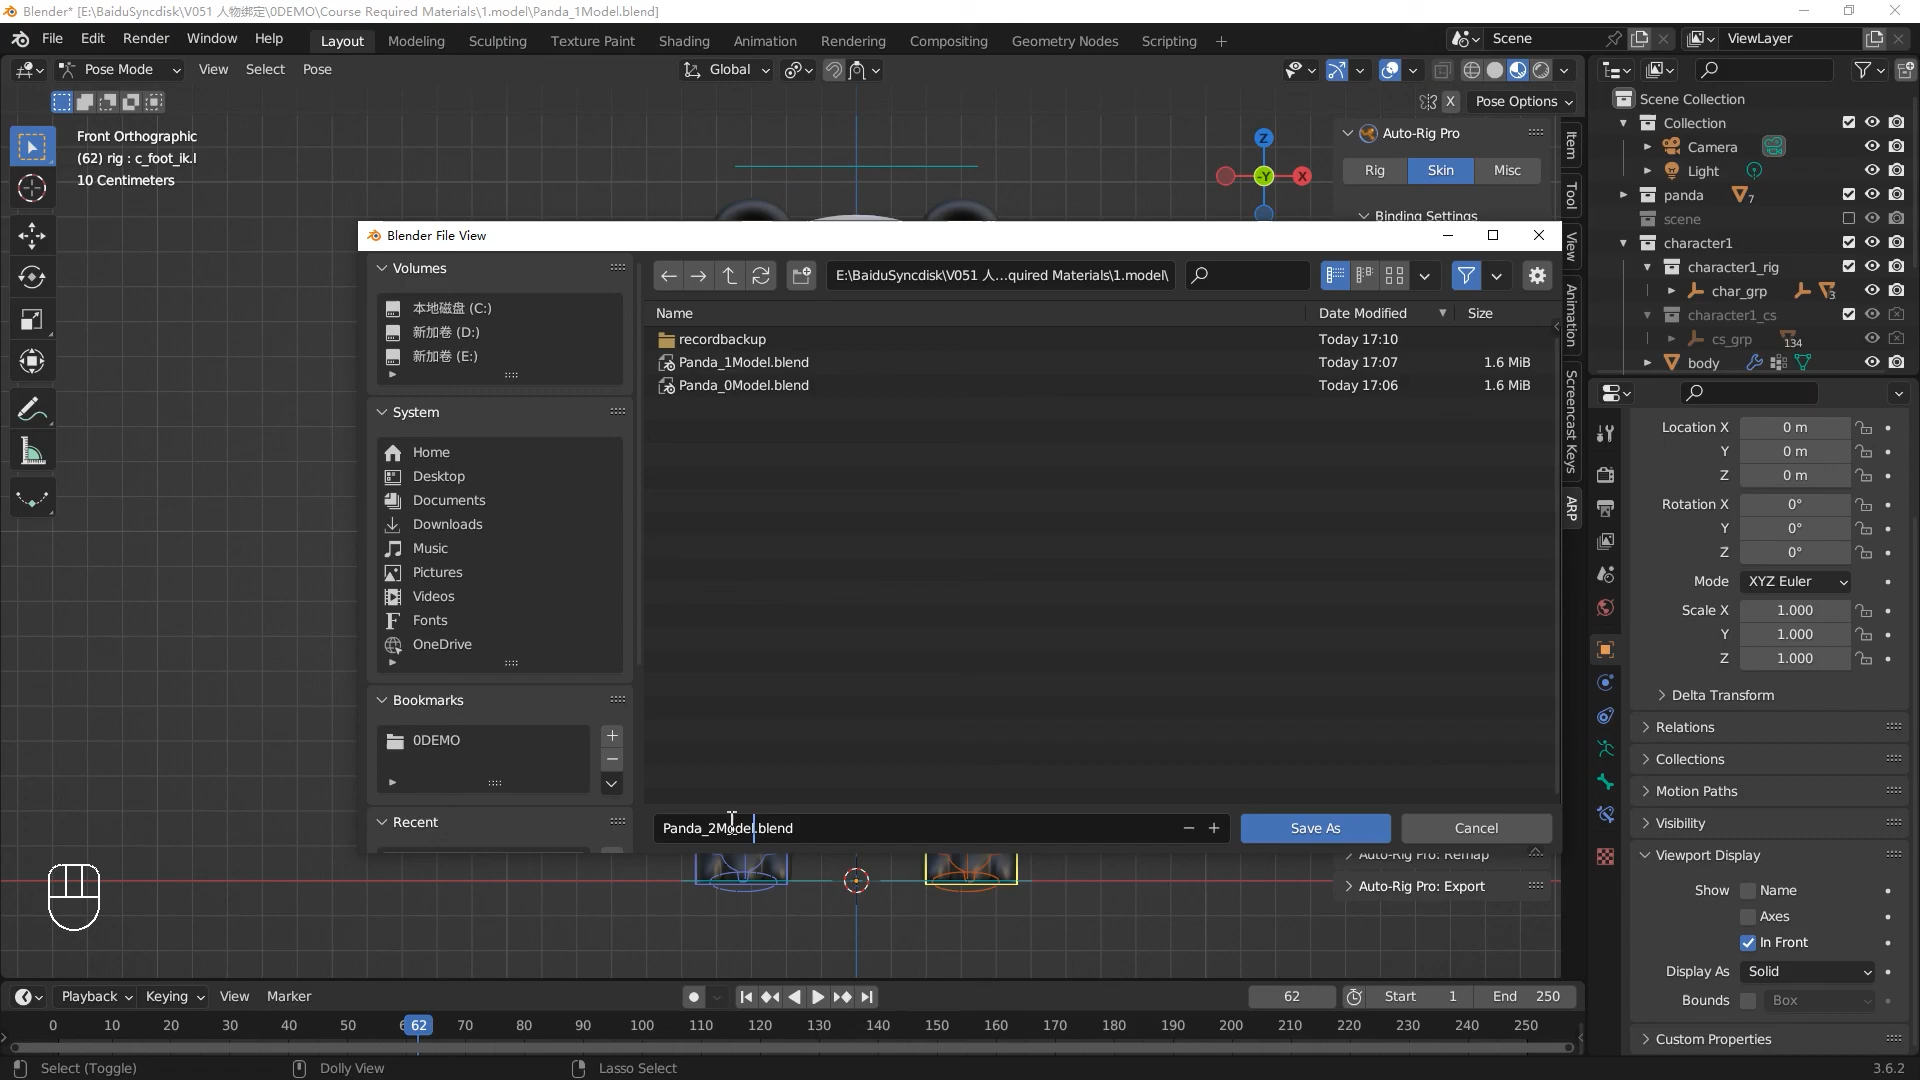 Blender* [E:\BaiduSyncdisk\V051 人物绑定\0DEMO\Course Required Materials\1.model\Panda_1Model.blend]
File Edit Render Window Help Layout Modeling Sculpting Texture Paint Shading Animation Rendering Compositing Geometry Nodes Scripting + Scene ViewLayer
Pose Mode View Select Pose Global
X Pose Options
Front Orthographic
(62) rig : c_foot_ik.l
10 Centimeters
Z
-Y
X
Auto-Rig Pro
Rig Skin Misc
Binding Settings
Item
Tool
View
Animation
Screencast Keys
ARP
Scene Collection
Collection
Camera
Light
panda 7
scene
character1
character1_rig
char_grp 3
character1_cs
cs_grp 134
body
Blender File View
Volumes
本地磁盘 (C:)
新加卷 (D:)
新加卷 (E:)
System
Home
Desktop
Documents
Downloads
Music
Pictures
Videos
Fonts
OneDrive
Bookmarks
0DEMO
Recent
E:\BaiduSyncdisk\V051 人...quired Materials\1.model\
Name Date Modified Size
recordbackup Today 17:10
Panda_1Model.blend Today 17:07 1.6 MiB
Panda_0Model.blend Today 17:06 1.6 MiB
Panda_2Model.blend Save As Cancel
Auto-Rig Pro: Remap
Auto-Rig Pro: Export
Location X 0 m
Y 0 m
Z 0 m
Rotation X 0°
Y 0°
Z 0°
Mode XYZ Euler
Scale X 1.000
Y 1.000
Z 1.000
Delta Transform
Relations
Collections
Motion Paths
Visibility
Viewport Display
Show Name
Axes
In Front
Display As Solid
Bounds Box
Custom Properties
Playback Keying View Marker 62 Start 1 End 250
0 10 20 30 40 50 62 70 80 90 100 110 120 130 140 150 160 170 180 190 200 210 220 230 240 250
Select (Toggle) Dolly View Lasso Select 3.6.2